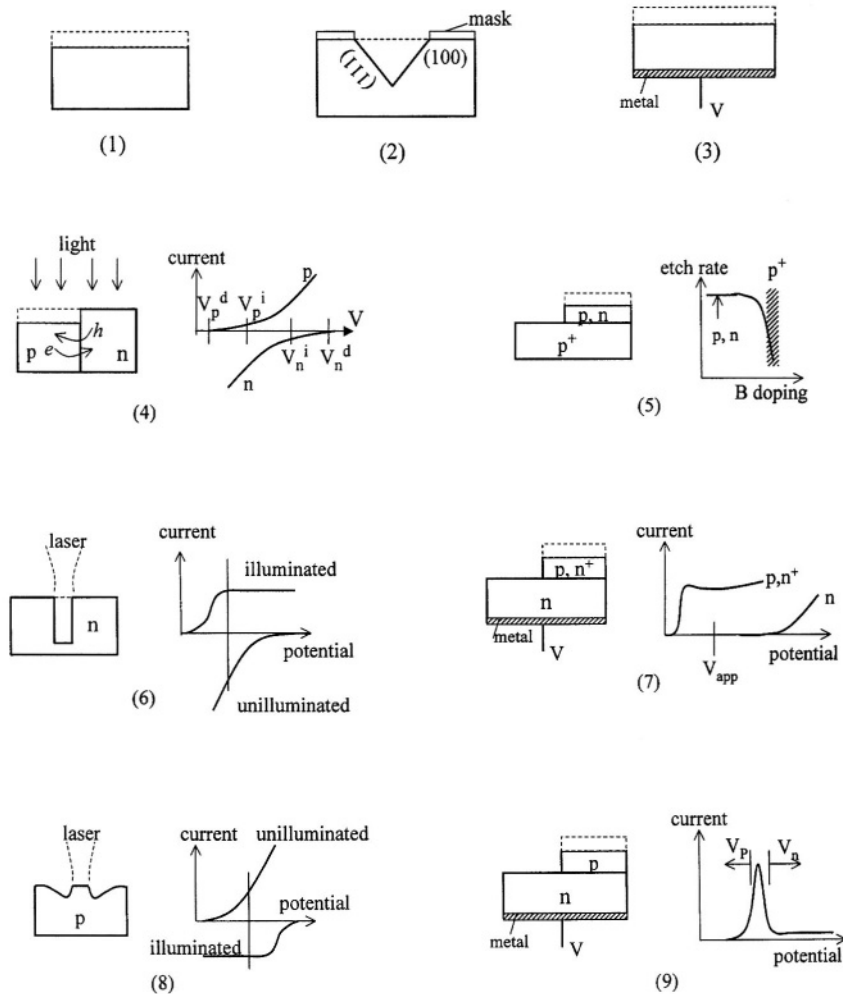 mask
(111)
(100)
metal
V
(1)
(2)
(3)
light
current
p
V_p^d V_p^i
V
V_n^i V_n^d
n
p e h n
(4)
etch rate
p+
p, n
p, n
p+
B doping
(5)
laser
n
current
illuminated
potential
unilluminated
(6)
p, n+
n
metal
V
current
p,n+
n
potential
V_app
(7)
laser
p
current
unilluminated
potential
illuminated
(8)
p
n
metal
V
current
V_P V_n
potential
(9)